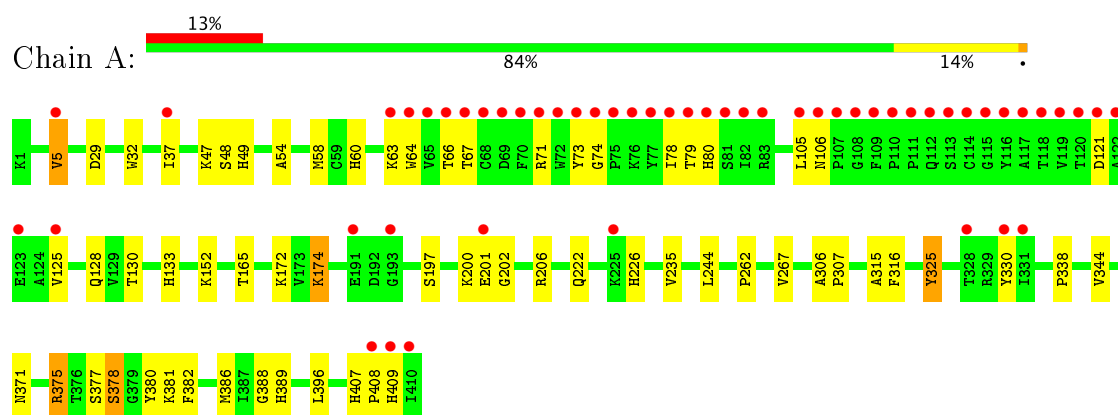 13%
Chain A:
84%
14%
K1 V5 D29 W32 I37 K47 S48 H49 A54 M58 C59 H60 K63 W64 V65 T66 T67 C68 D69 F70 R71 W72 Y73 G74 P75 K76 Y77 I78 T79 H80 S81 I82 R83 L105 N106 P107 G108 F109 P110 P111 Q112 S113 C114 G115 Y116 A117 T118 V119 T120 D121 A122
E123 A124 V125 Q128 V129 T130 H133 K152 T165 K172 V173 K174 E191 D192 G193 S197 K200 E201 G202 R206 Q222 K225 H226 V235 L244 P262 V267 A306 P307 A315 F316 Y325 T328 R329 Y330 I331 P338 V344
N371 R375 T376 S377 S378 G379 Y380 K381 F382 M386 I387 G388 H389 L396 H407 P408 H409 I410